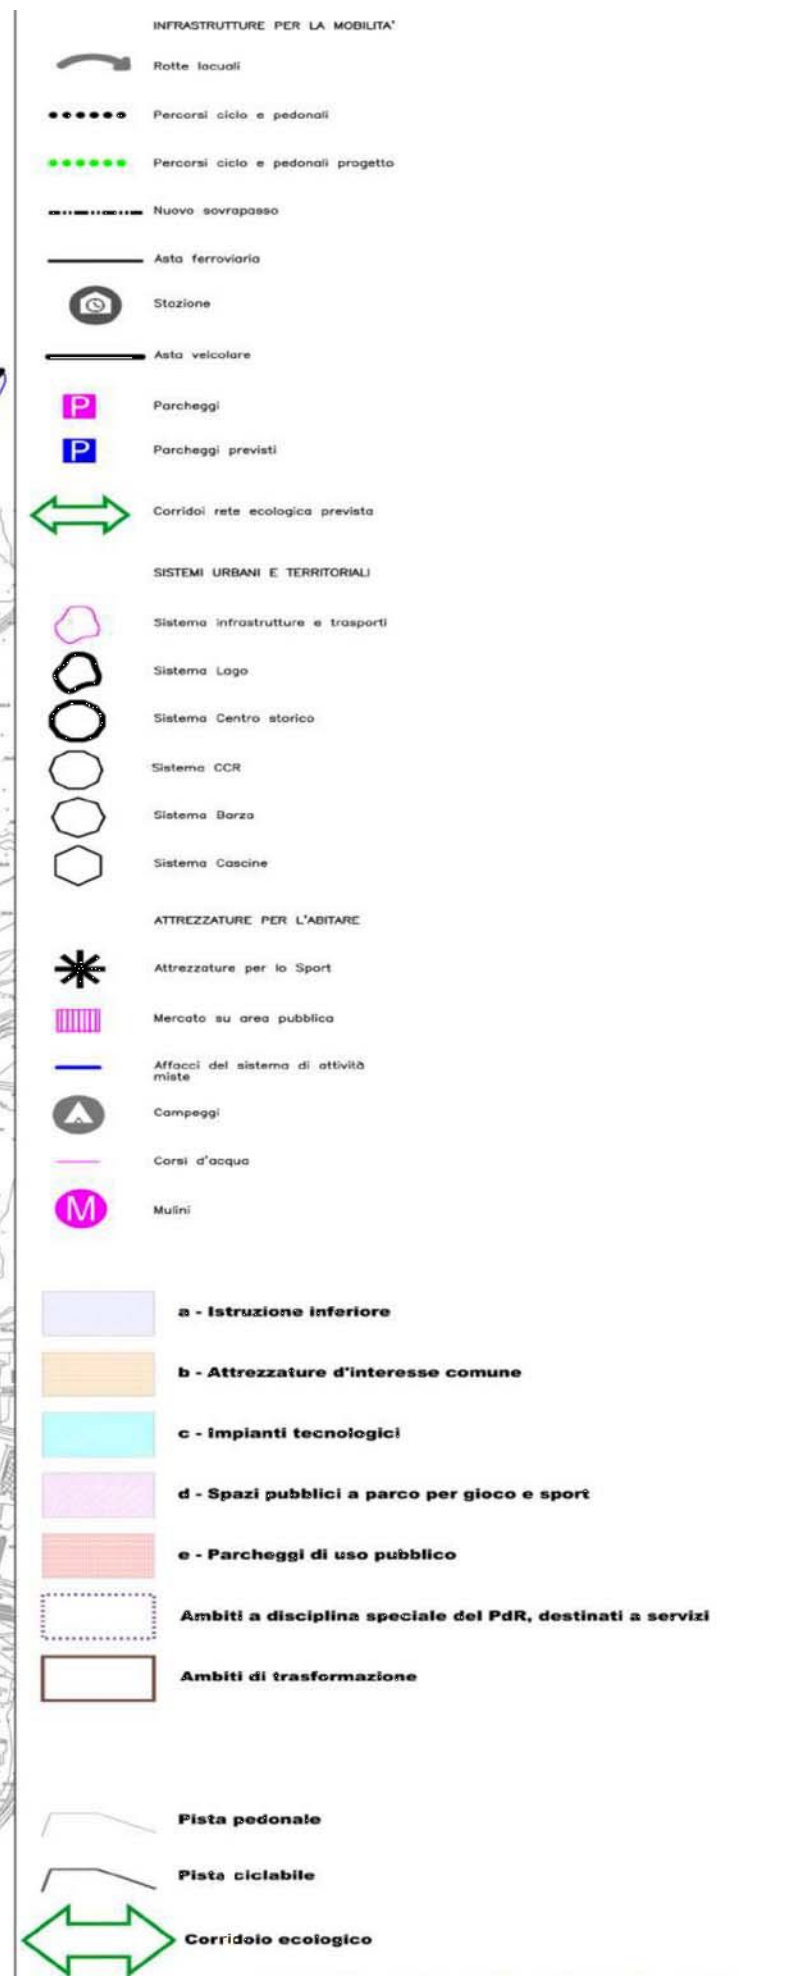 INFRASTRUTTURE PER LA MOBILITA'
Rotte lacuali
Percorsi ciclo e pedonali
Percorsi ciclo e pedonali progetto
Nuovo sovrapasso
Asta ferroviaria
Stazione
Asta veicolare
P Parcheggi
P Parcheggi previsti
Corridoi rete ecologica prevista
SISTEMI URBANI E TERRITORIALI
Sistema infrastrutture e trasporti
Sistema Lago
Sistema Centro storico
Sistema CCR
Sistema Barza
Sistema Cascine
ATTREZZATURE PER L'ABITARE
Attrezzature per lo Sport
Mercato su area pubblica
Affacci del sistema di attività
miste
Campeggi
Corsi d'acqua
M Mulini
a - Istruzione inferiore
b - Attrezzature d'interesse comune
c - Impianti tecnologici
d - Spazi pubblici a parco per gioco e sport
e - Parcheggi di uso pubblico
Ambiti a disciplina speciale del PdR, destinati a servizi
Ambiti di trasformazione
Pista pedonale
Pista ciclabile
Corridoio ecologico